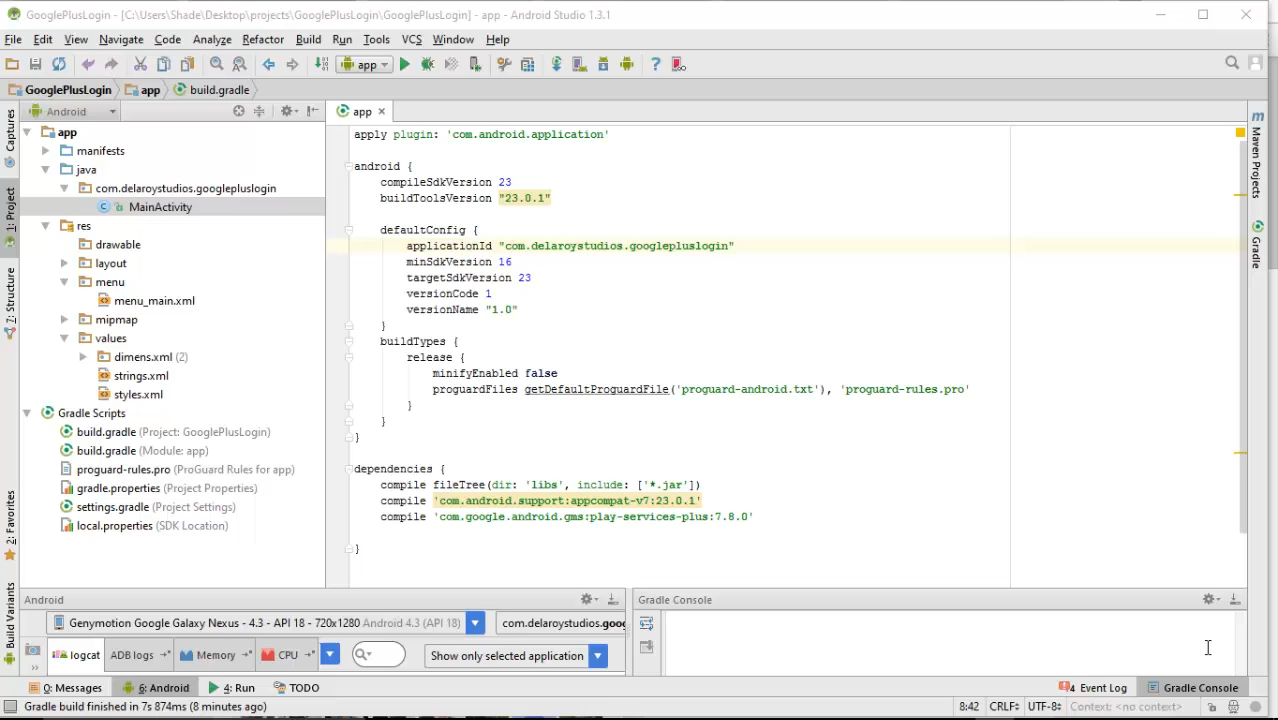 GooglePlusLogin - [C:\Users\Shade\Desktop\projects\GooglePlusLogin\GooglePlusLogin] - app - Android Studio 1.3.1
File Edit View Navigate Code Analyze Refactor Build Run Tools VCS Window Help
app
GooglePlusLogin app build.gradle
Android
app
Captures
1: Project
7: Structure
2: Favorites
Build Variants
app
manifests
java
com.delaroystudios.googlepluslogin
MainActivity
res
drawable
layout
menu
menu_main.xml
mipmap
values
dimens.xml (2)
strings.xml
styles.xml
Gradle Scripts
build.gradle (Project: GooglePlusLogin)
build.gradle (Module: app)
proguard-rules.pro (ProGuard Rules for app)
gradle.properties (Project Properties)
settings.gradle (Project Settings)
local.properties (SDK Location)
apply plugin: 'com.android.application'
android {
compileSdkVersion 23
buildToolsVersion "23.0.1"
defaultConfig {
applicationId "com.delaroystudios.googlepluslogin"
minSdkVersion 16
targetSdkVersion 23
versionCode 1
versionName "1.0"
}
buildTypes {
release {
minifyEnabled false
proguardFiles getDefaultProguardFile('proguard-android.txt'), 'proguard-rules.pro'
}
}
}
dependencies {
compile fileTree(dir: 'libs', include: ['*.jar'])
compile 'com.android.support:appcompat-v7:23.0.1'
compile 'com.google.android.gms:play-services-plus:7.8.0'
}
Maven Projects
Gradle
Android
Genymotion Google Galaxy Nexus - 4.3 - API 18 - 720x1280 Android 4.3 (API 18)
com.delaroystudios.goog
logcat ADB logs Memory CPU
Show only selected application
Gradle Console
0: Messages 6: Android 4: Run TODO
4 Event Log Gradle Console
Gradle build finished in 7s 874ms (8 minutes ago)
8:42 CRLF UTF-8 Context: <no context>